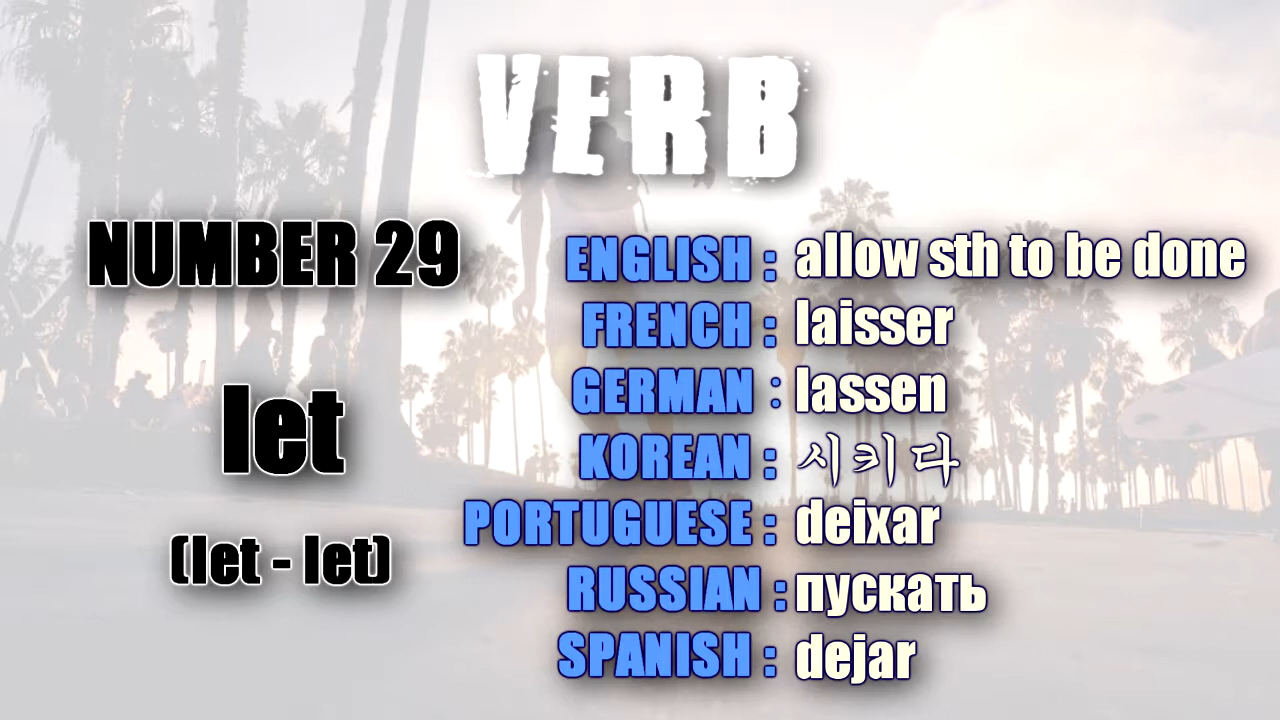 VERB
NUMBER 29
let
(let - let)
ENGLISH : allow sth to be done
FRENCH : laisser
GERMAN : lassen
KOREAN : 시키다
PORTUGUESE : deixar
RUSSIAN : пускать
SPANISH : dejar